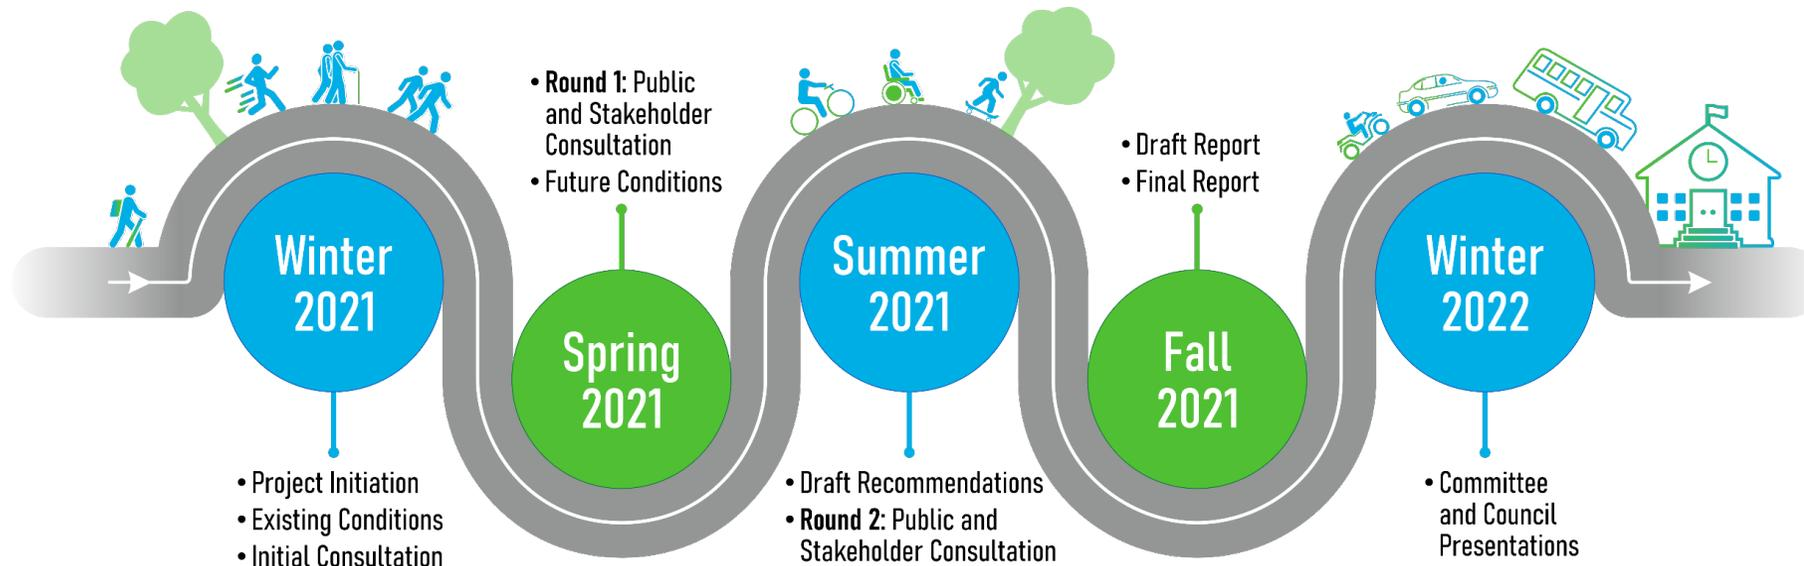 Winter
2021
• Project Initiation
• Existing Conditions
• Initial Consultation
• Round 1: Public
and Stakeholder
Consultation
• Future Conditions
Spring
2021
Summer
2021
• Draft Recommendations
• Round 2: Public and
Stakeholder Consultation
• Draft Report
• Final Report
Fall
2021
Winter
2022
• Committee
and Council
Presentations